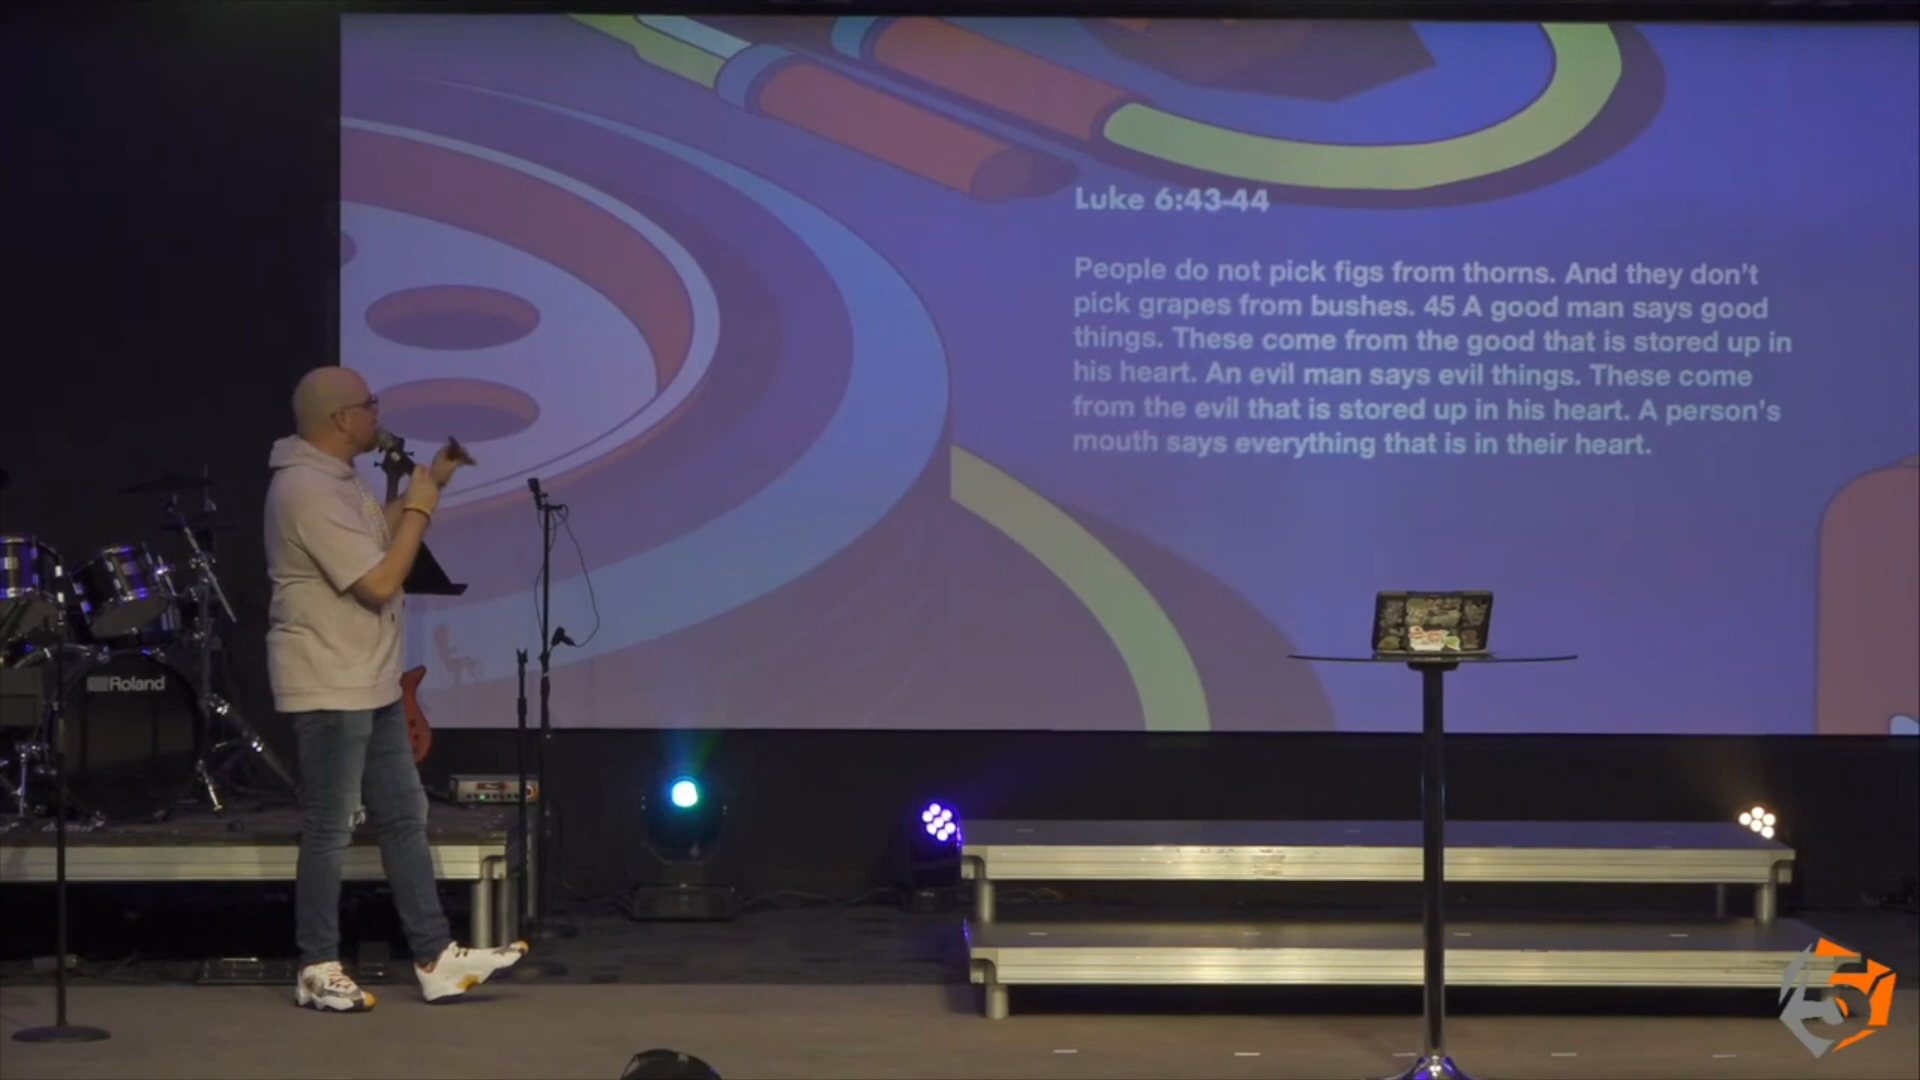 Luke 6:43-44
People do not pick figs from thorns. And they don't
pick grapes from bushes. 45 A good man says good
things. These come from the good that is stored up in
his heart. An evil man says evil things. These come
from the evil that is stored up in his heart. A person's
mouth says everything that is in their heart.
Roland